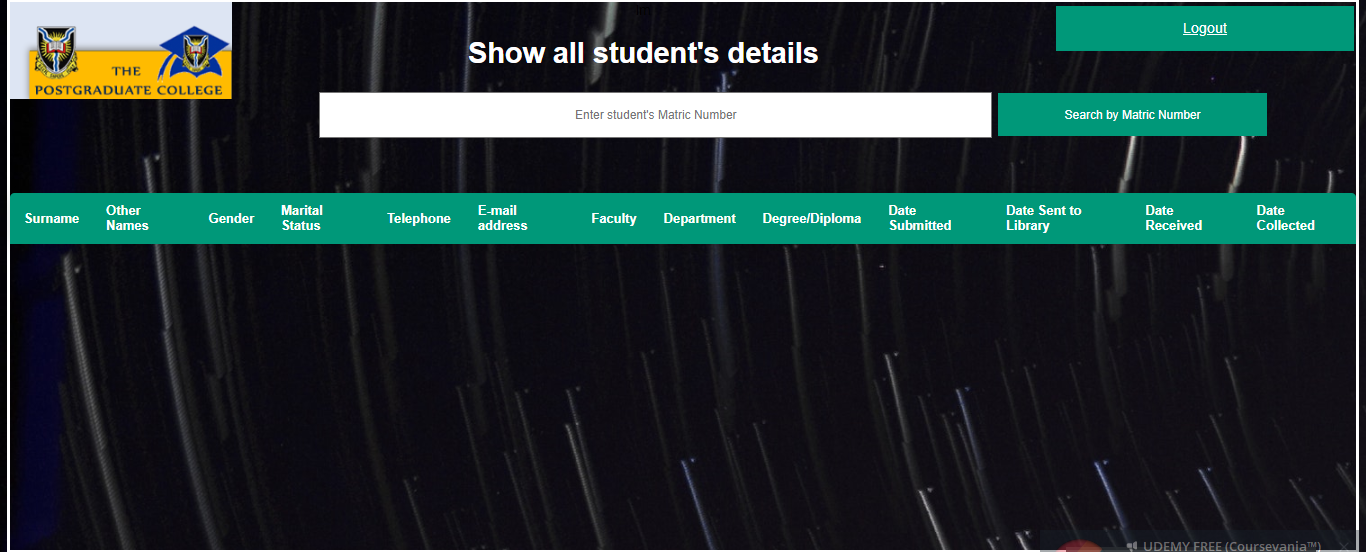 THE
POSTGRADUATE COLLEGE
Show all student's details
Logout
Enter student's Matric Number
Search by Matric Number
Surname
Other
Names
Gender
Marital
Status
Telephone
E-mail
address
Faculty
Department
Degree/Diploma
Date
Submitted
Date Sent to
Library
Date
Received
Date
Collected
UDEMY FREE (Coursevania™)